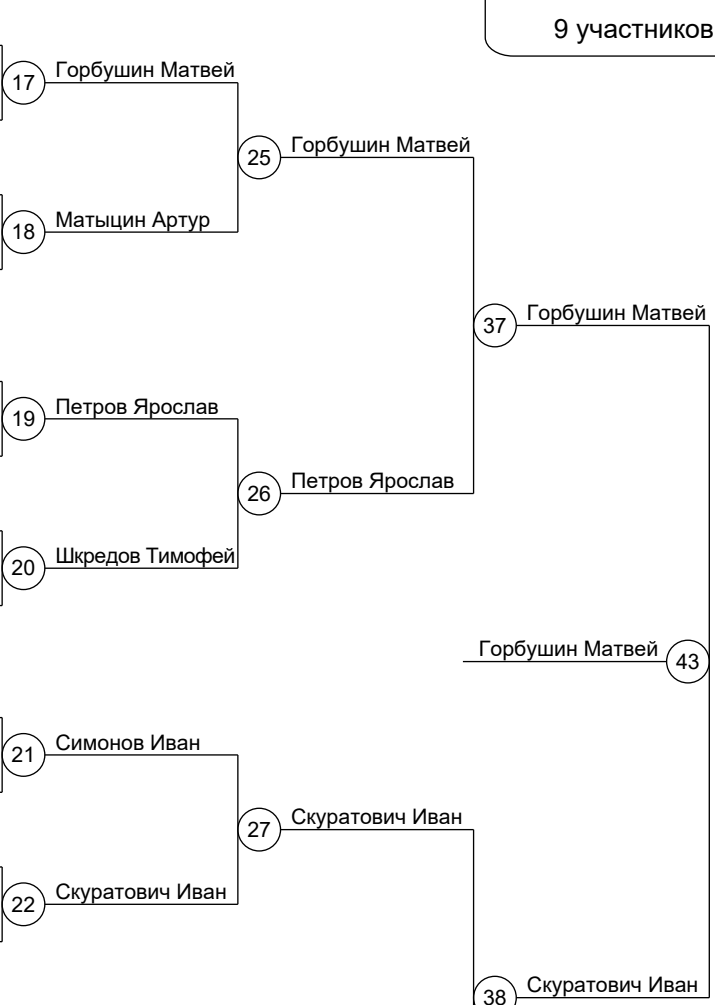 9 участников
Горбушин Матвей
17
Горбушин Матвей
25
Матыцин Артур
18
Горбушин Матвей
37
Петров Ярослав
19
Петров Ярослав
26
Шкредов Тимофей
20
Горбушин Матвей
43
Симонов Иван
21
Скуратович Иван
27
Скуратович Иван
22
Скуратович Иван
38